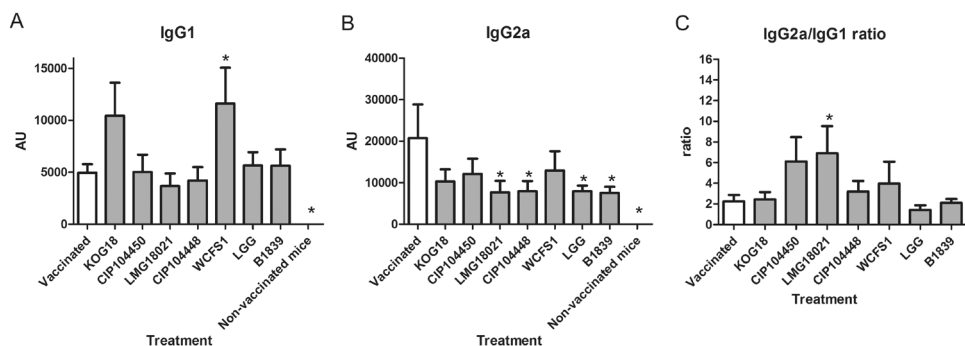 A
IgG1
15000
10000
5000
0
AU
*
*
Vaccinated
KOG18
CIP104450
LMG18021
CIP104448
WCFS1
LGG
B1839
Non-vaccinated mice
Treatment
B
IgG2a
40000
30000
20000
10000
0
AU
*
*
*
*
*
Vaccinated
KOG18
CIP104450
LMG18021
CIP104448
WCFS1
LGG
B1839
Non-vaccinated mice
Treatment
C
IgG2a/IgG1 ratio
16
14
12
10
8
6
4
2
0
ratio
*
Vaccinated
KOG18
CIP104450
LMG18021
CIP104448
WCFS1
LGG
B1839
Treatment